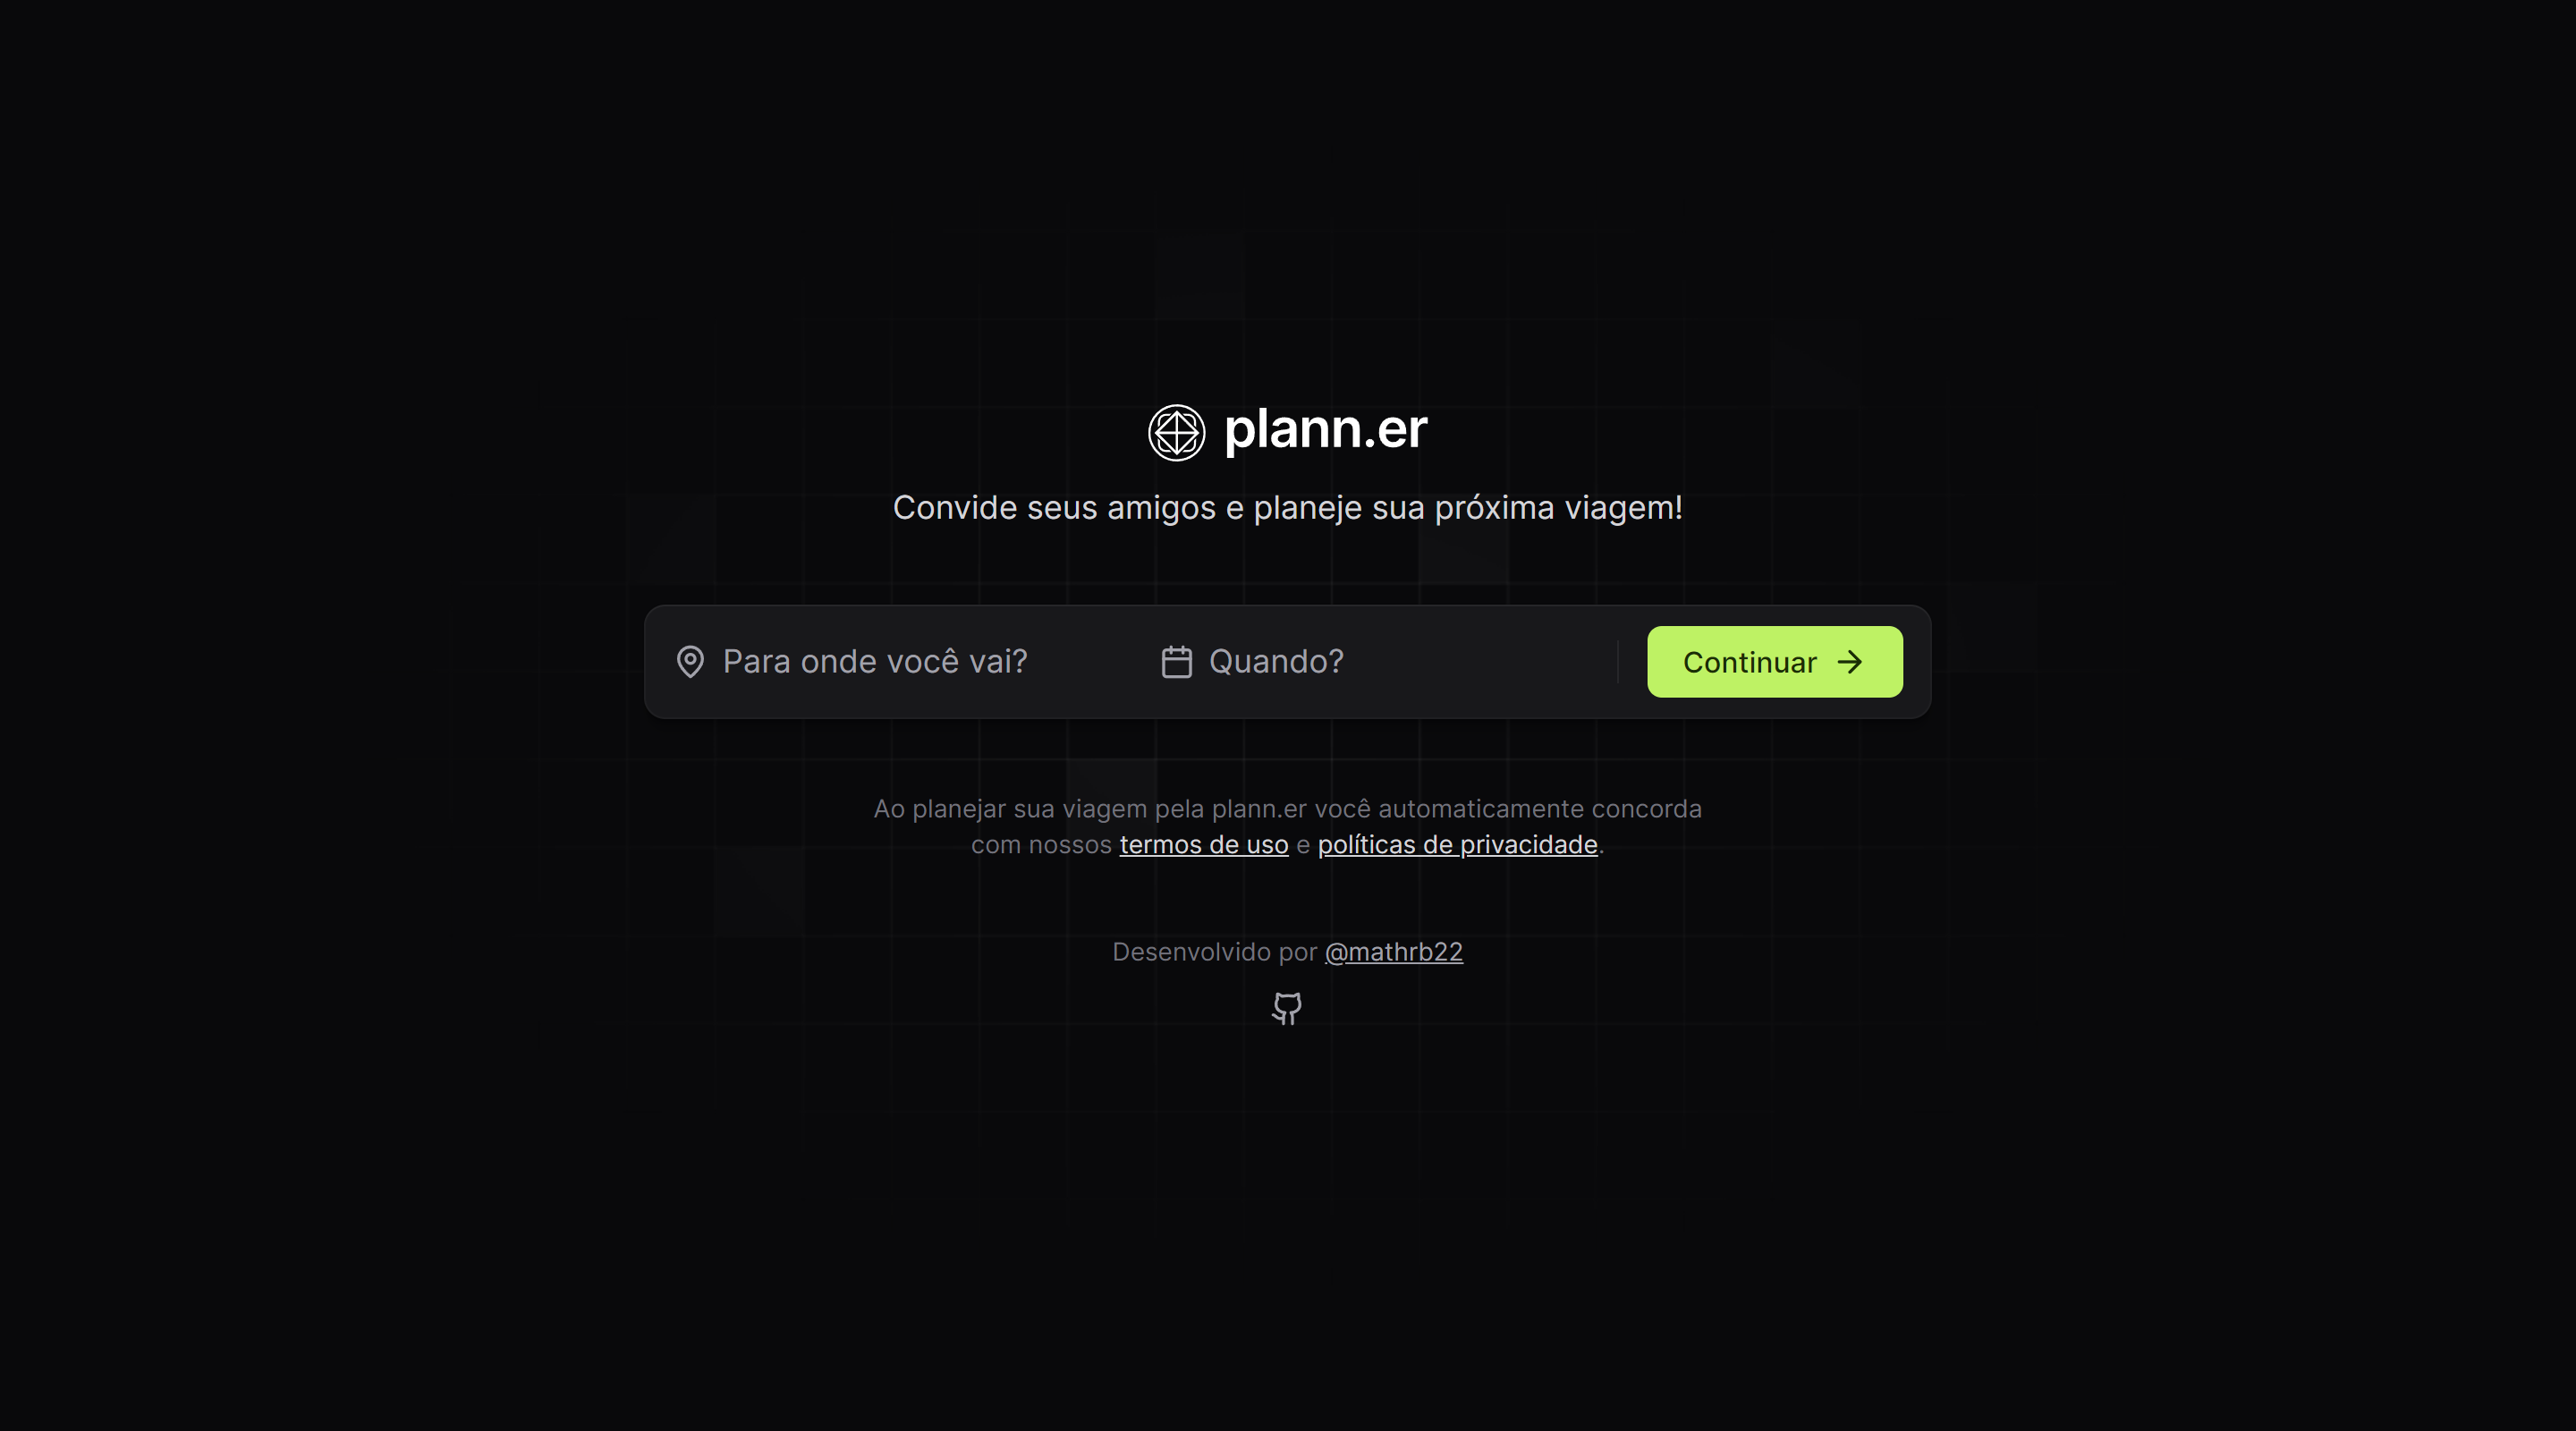 plann.er
Convide seus amigos e planeje sua próxima viagem!
Para onde você vai?
Quando?
Continuar
Ao planejar sua viagem pela plann.er você automaticamente concorda
com nossos termos de uso e políticas de privacidade.
Desenvolvido por @mathrb22